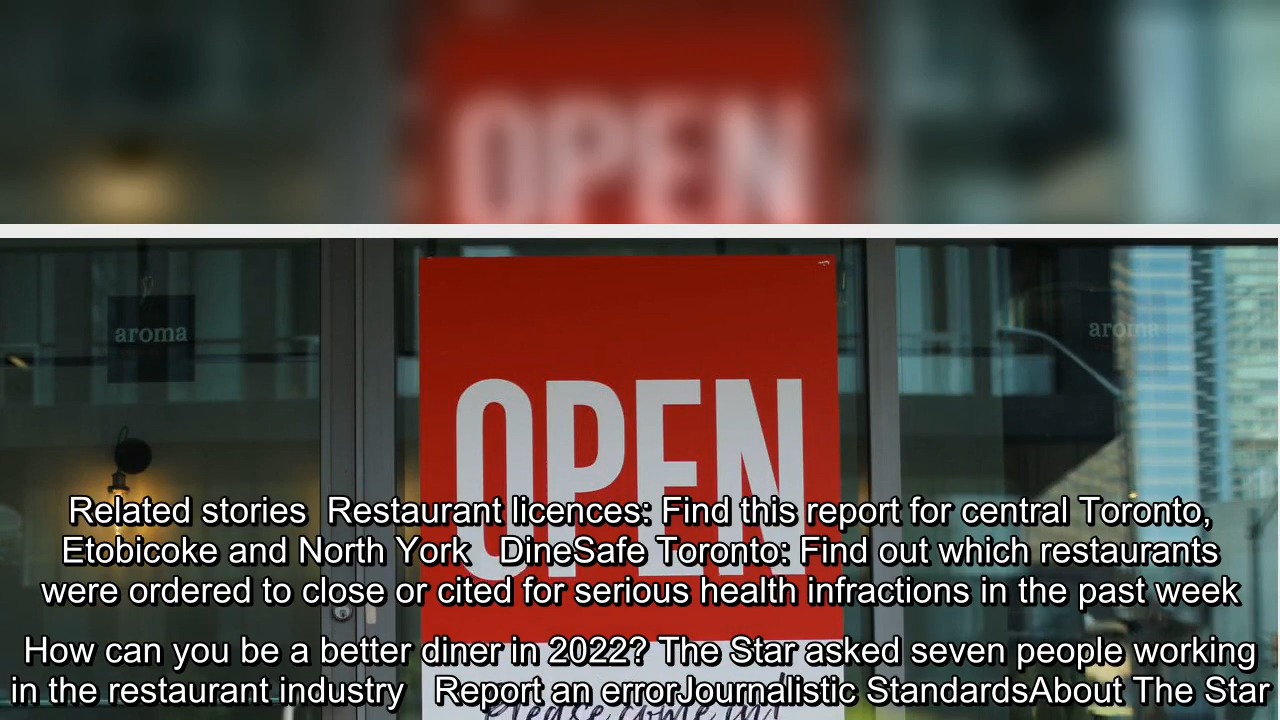 OPEN
aroma
aroma
OPEN
Related stories  Restaurant licences: Find this report for central Toronto,
Etobicoke and North York   DineSafe Toronto: Find out which restaurants
were ordered to close or cited for serious health infractions in the past week
How can you be a better diner in 2022? The Star asked seven people working
in the restaurant industry   Report an errorJournalistic StandardsAbout The Star
Please come in!